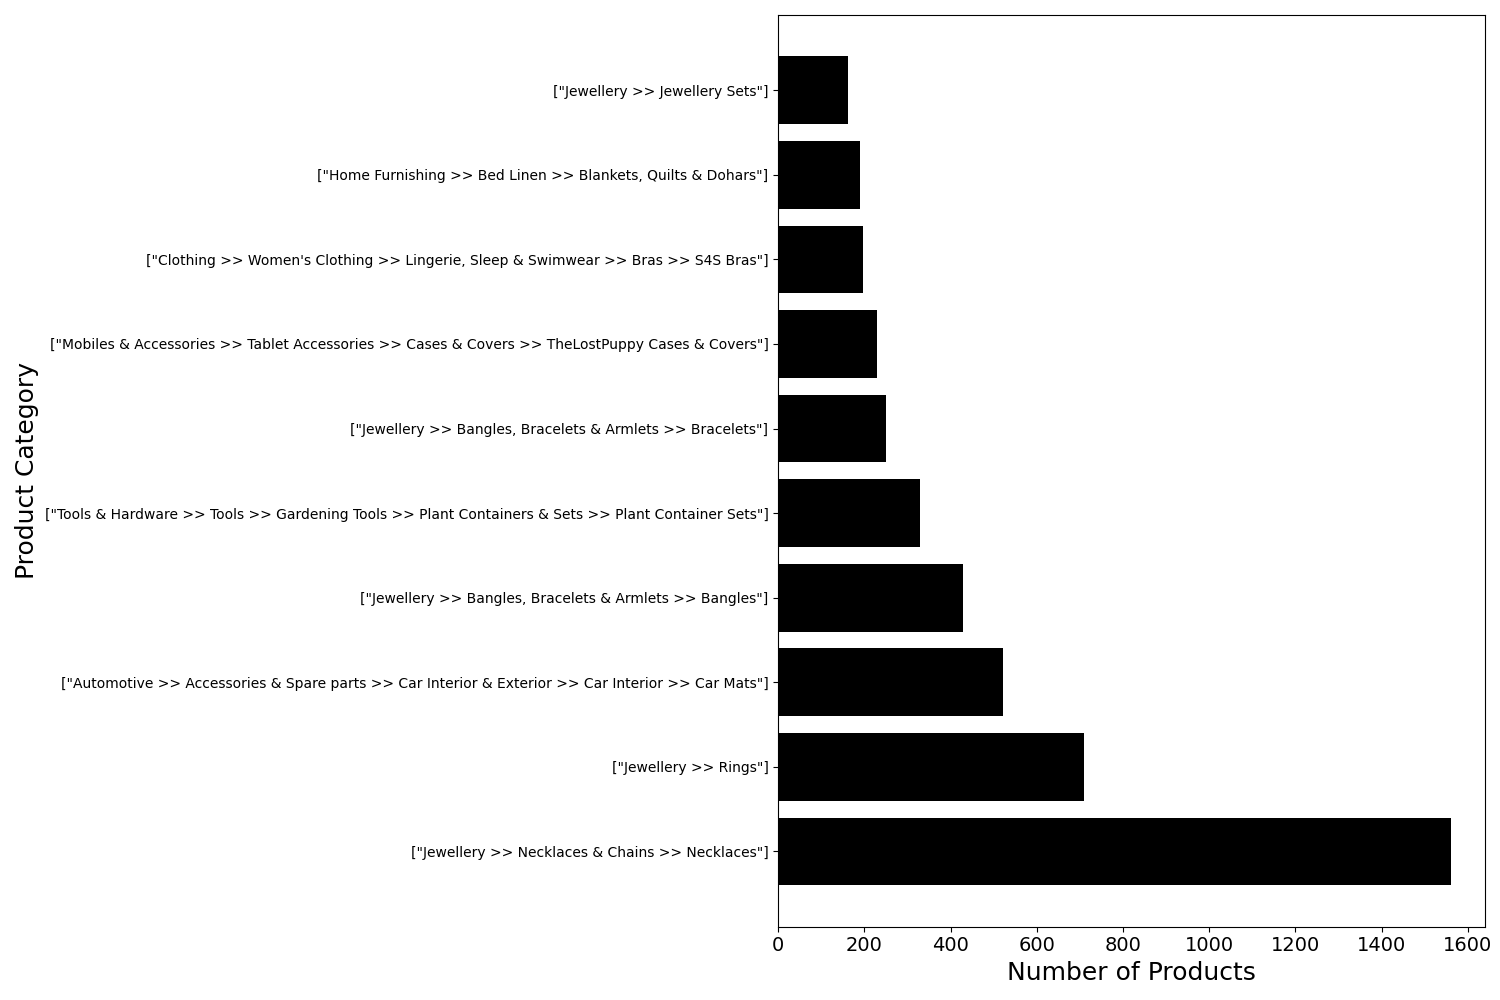 ["Jewellery >> Jewellery Sets"]
["Home Furnishing >> Bed Linen >> Blankets, Quilts & Dohars"]
["Clothing >> Women's Clothing >> Lingerie, Sleep & Swimwear >> Bras >> S4S Bras"]
["Mobiles & Accessories >> Tablet Accessories >> Cases & Covers >> TheLostPuppy Cases & Covers"]
["Jewellery >> Bangles, Bracelets & Armlets >> Bracelets"]
["Tools & Hardware >> Tools >> Gardening Tools >> Plant Containers & Sets >> Plant Container Sets"]
["Jewellery >> Bangles, Bracelets & Armlets >> Bangles"]
["Automotive >> Accessories & Spare parts >> Car Interior & Exterior >> Car Interior >> Car Mats"]
["Jewellery >> Rings"]
["Jewellery >> Necklaces & Chains >> Necklaces"]
Product Category
0 200 400 600 800 1000 1200 1400 1600
Number of Products